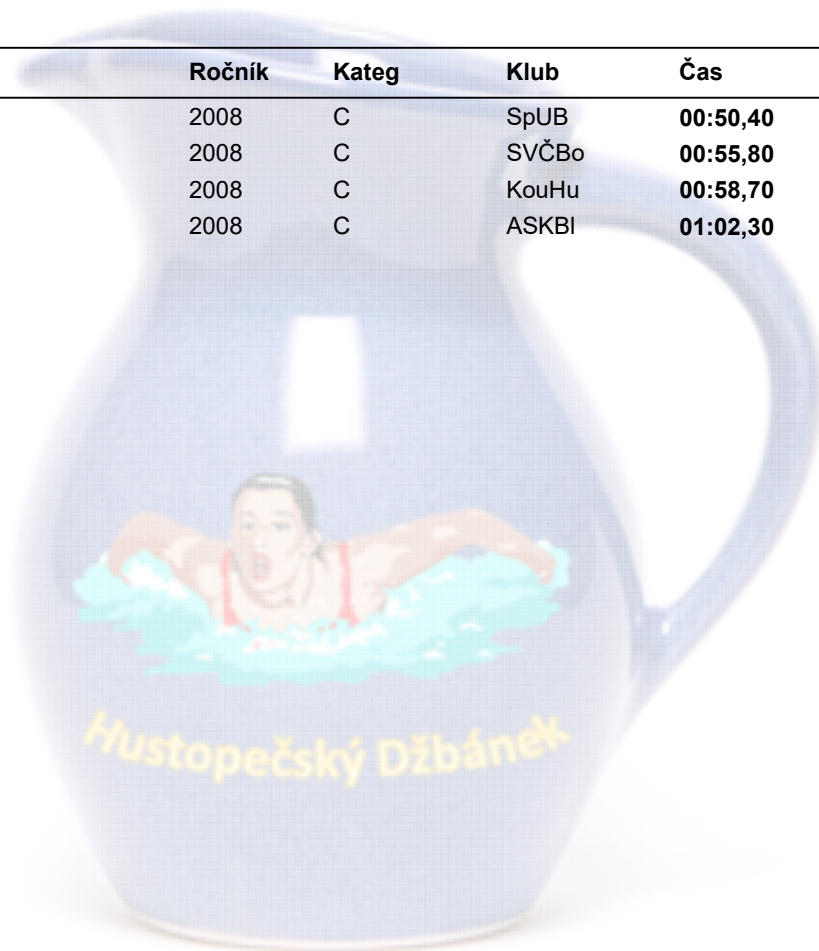 Ročník Kateg Klub Čas
2008 C SpUB 00:50,40
2008 C SVČBo 00:55,80
2008 C KouHu 00:58,70
2008 C ASKBl 01:02,30
Hustopečský Džbánek